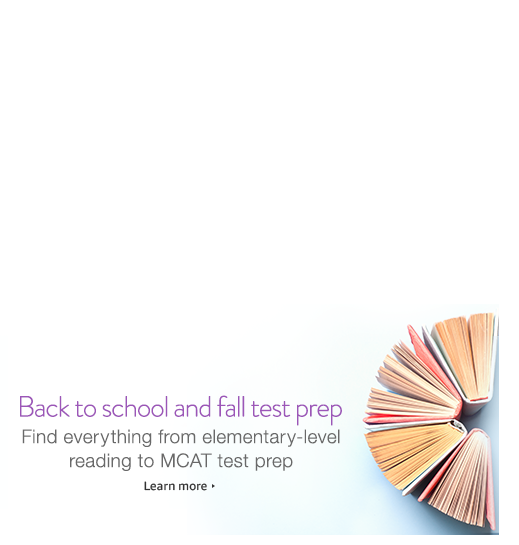 Back to school and fall test prep
Find everything from elementary-level
reading to MCAT test prep
Learn more ▸